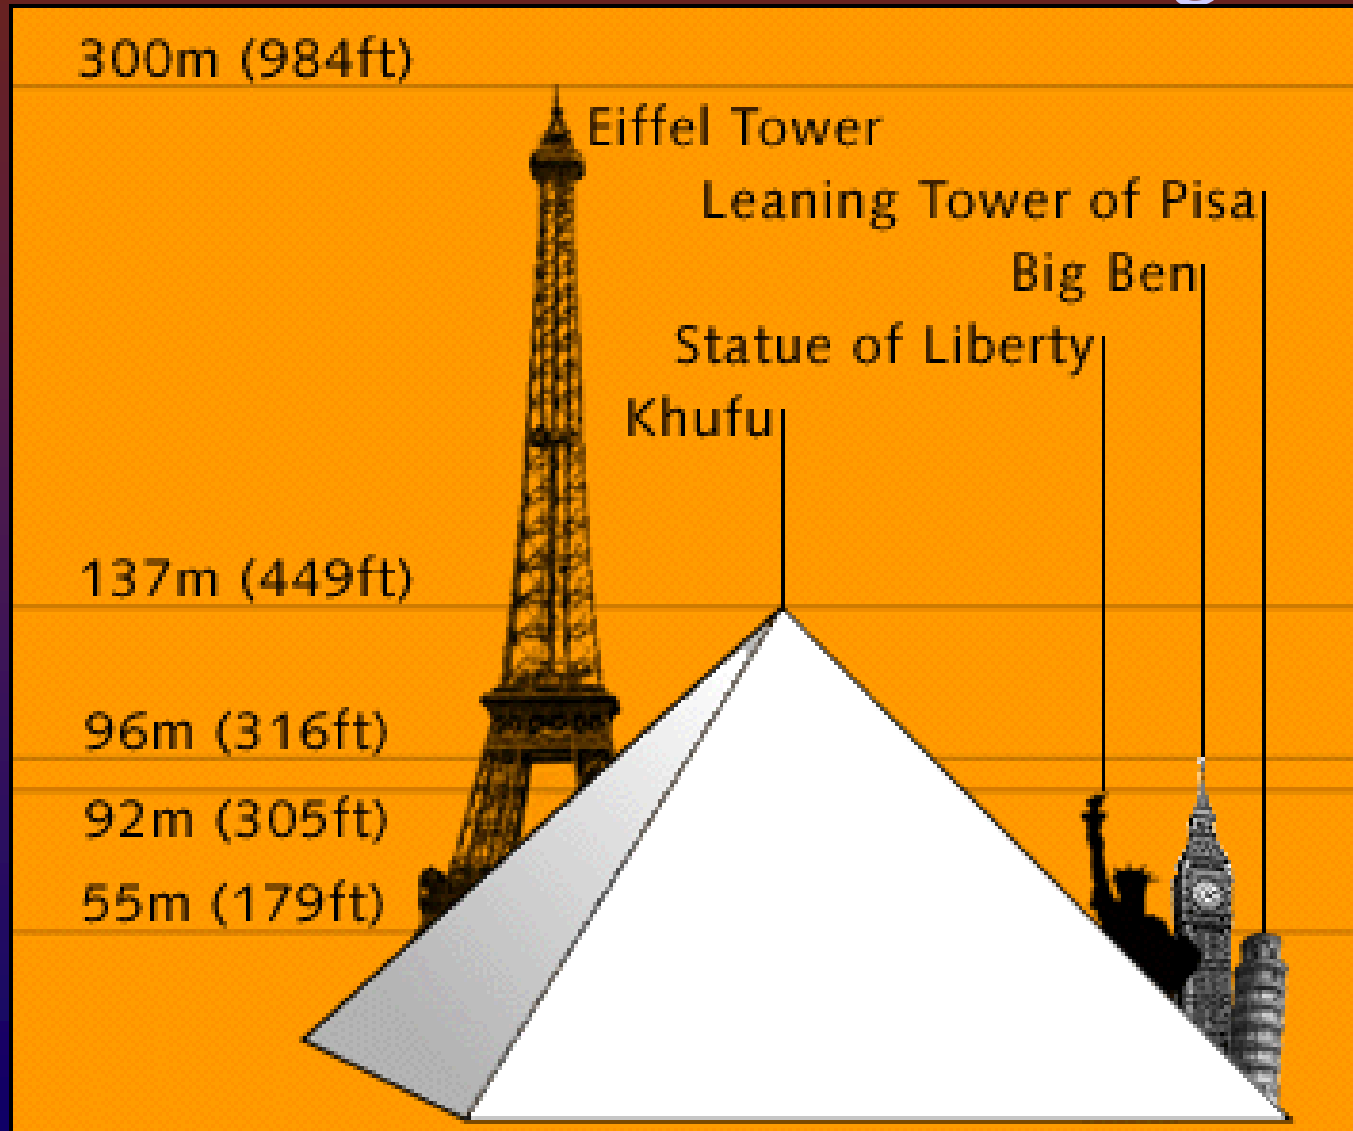 300m (984ft)
Eiffel Tower
Leaning Tower of Pisa
Big Ben
Statue of Liberty
Khufu
137m (449ft)
96m (316ft)
92m (305ft)
55m (179ft)